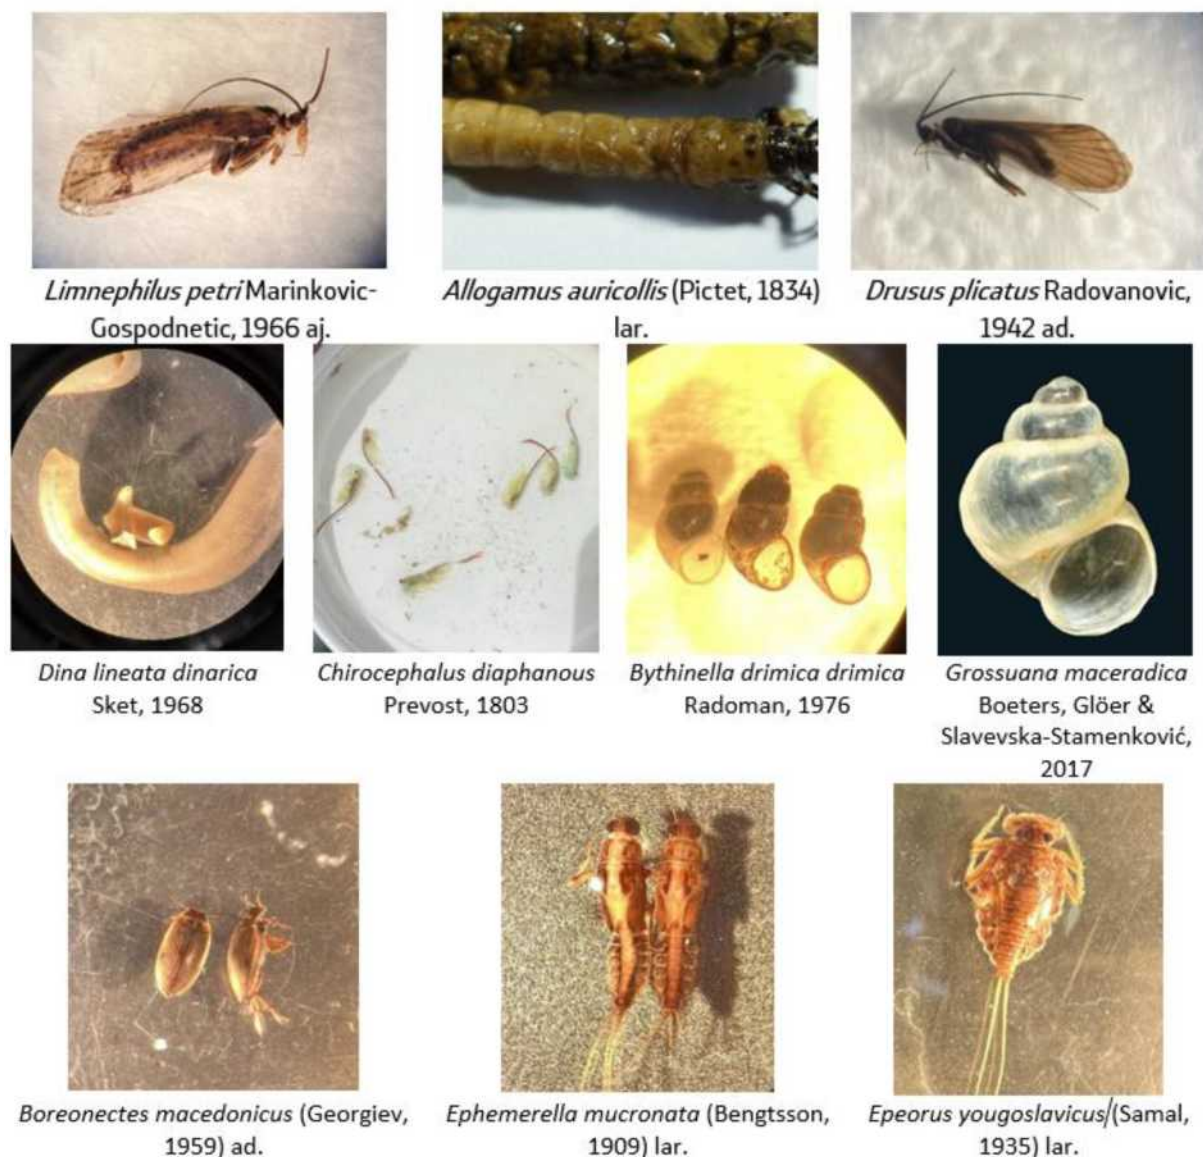 Limnephilus petri Marinkovic-
Gospodnetic, 1966 aj.
Allogamus auricollis (Pictet, 1834)
lar.
Drusus plicatus Radovanovic,
1942 ad.
Dina lineata dinarica
Sket, 1968
Chirocephalus diaphanous
Prevost, 1803
Bythinella drimica drimica
Radoman, 1976
Grossuana maceradica
Boeters, Glöer &
Slavevska-Stamenković,
2017
Boreonectes macedonicus (Georgiev,
1959) ad.
Ephemerella mucronata (Bengtsson,
1909) lar.
Epeorus yougoslavicus/(Samal,
1935) lar.